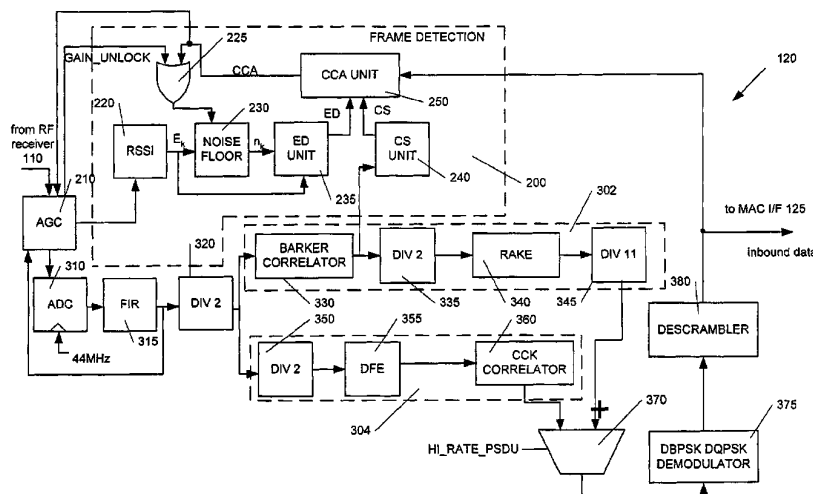 FRAME DETECTION
225
GAIN_UNLOCK
CCA
CCA UNIT
250
120
220
230
ED
CS
from RF
receiver
110
RSSI
Ek
NOISE
FLOOR
nk
ED
UNIT
CS
UNIT
240
235
200
210
AGC
302
to MAC I/F 125
inbound data
320
BARKER
CORRELATOR
DIV 2
RAKE
DIV 11
310
330
335
340
345
380
ADC
FIR
DIV 2
315
350
355
360
DESCRAMBLER
44MHz
DIV 2
DFE
CCK
CORRELATOR
304
370
375
HI_RATE_PSDU
DBPSK DQPSK
DEMODULATOR